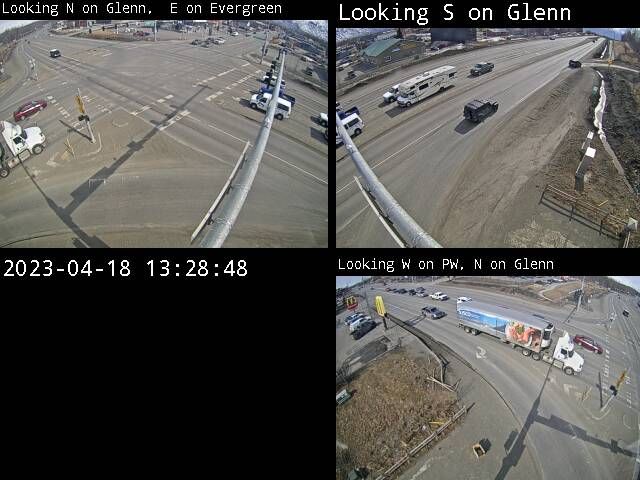 Looking N on Glenn,  E on Evergreen
Looking S on Glenn
2023-04-18 13:28:48
Looking W on PW, N on Glenn